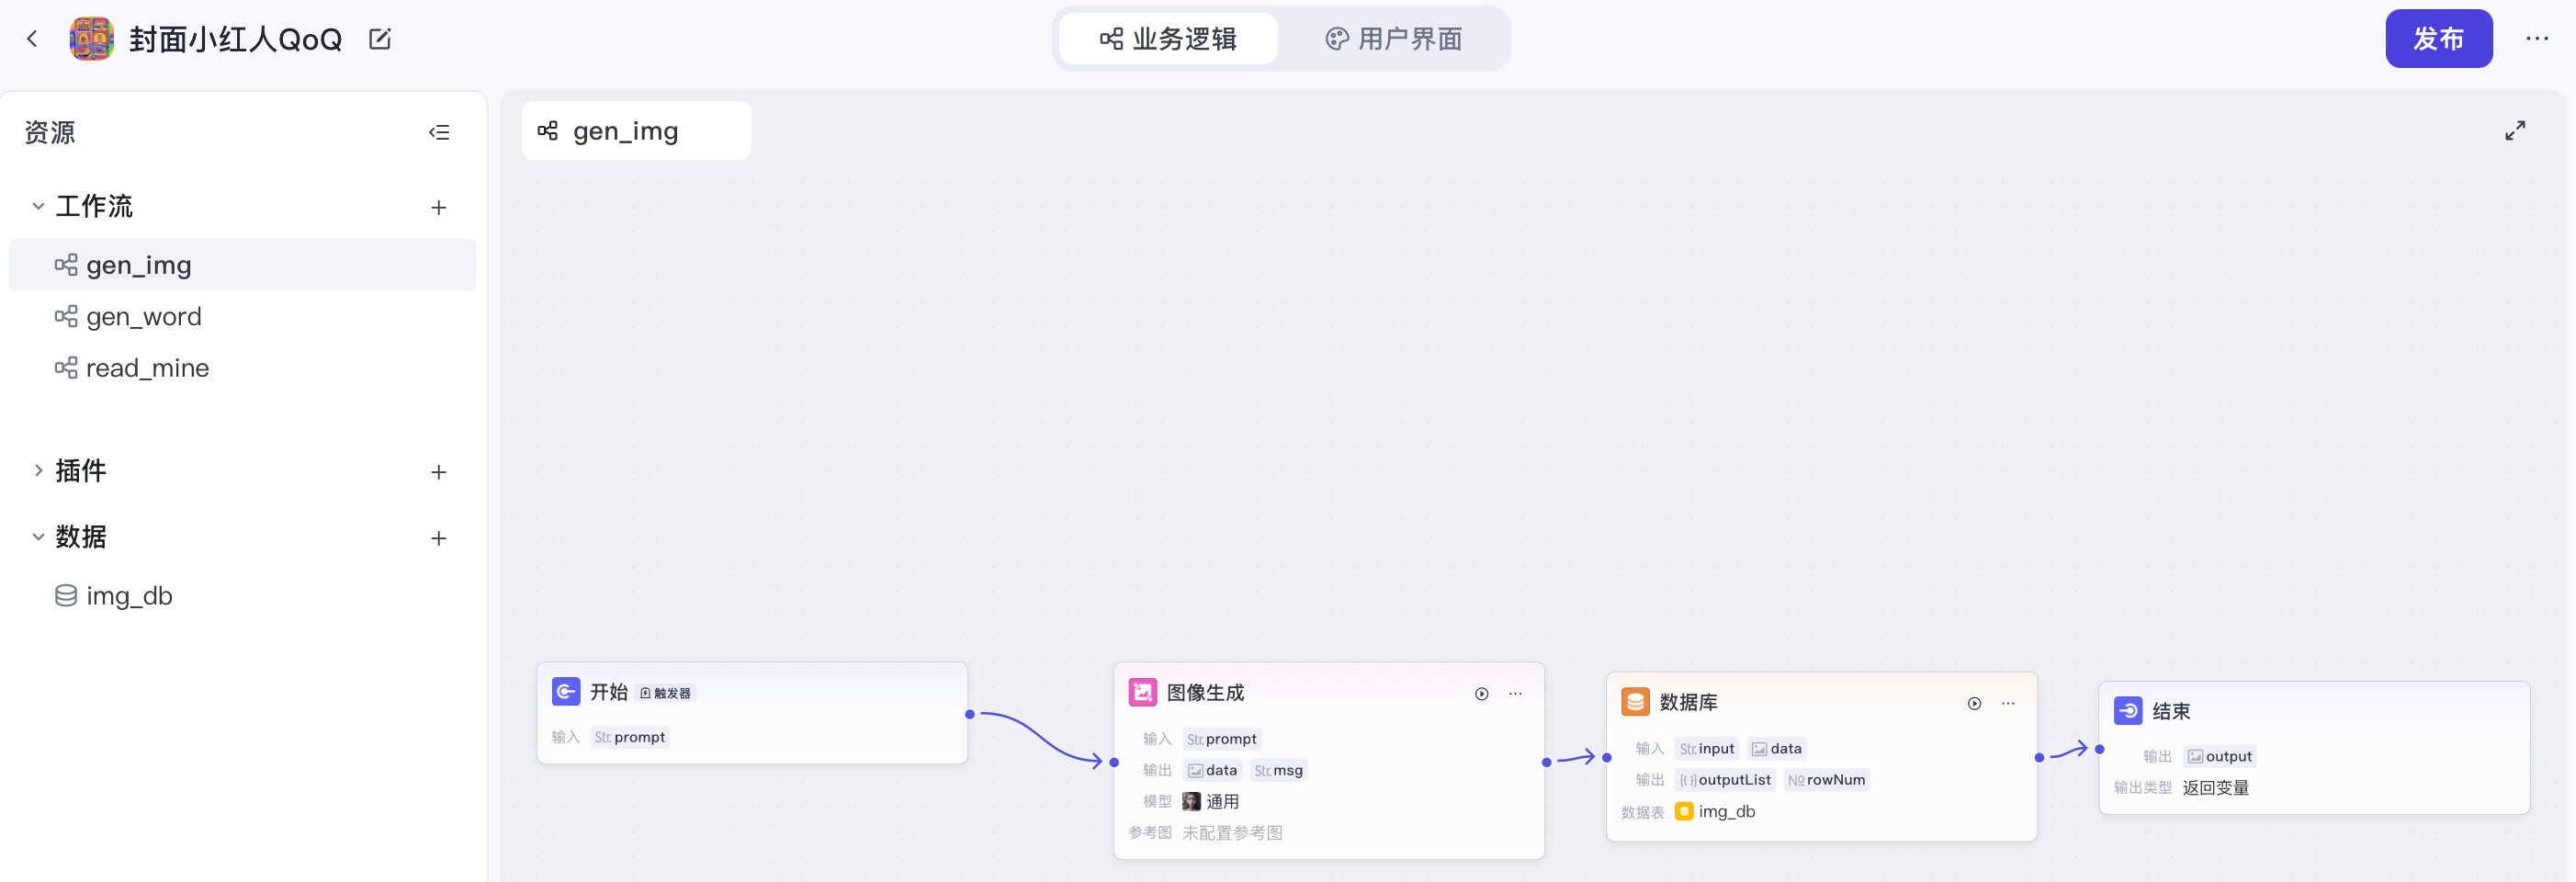 封面小红人QoQ
业务逻辑
用户界面
发布
资源
工作流
gen_img
gen_word
read_mine
插件
数据
img_db
gen_img
开始 触发器
输入 Str. prompt
图像生成
输入 Str. prompt
输出 data Str. msg
模型 通用
参考图 未配置参考图
数据库
输入 Str. input data
输出 [()] outputList No rowNum
数据表 img_db
结束
输出 output
输出类型 返回变量